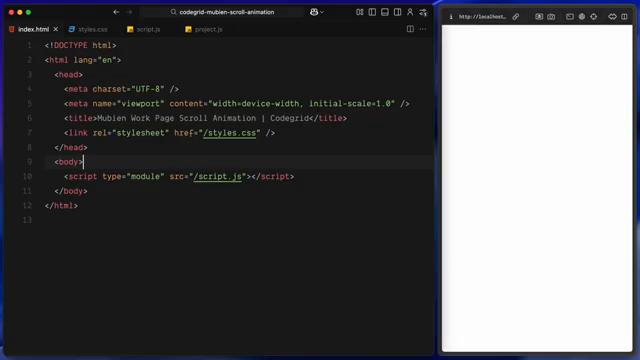 codegrid-mubien-scroll-animation
index.html
styles.css
script.js
project.js
1 <!DOCTYPE html>
2 <html lang="en">
3 <head>
4 <meta charset="UTF-8" />
5 <meta name="viewport" content="width=device-width, initial-scale=1.0" />
6 <title>Mubien Work Page Scroll Animation | Codegrid</title>
7 <link rel="stylesheet" href="/styles.css" />
8 </head>
9 <body>
10 <script type="module" src="/script.js"></script>
11 </body>
12 </html>
13
http://localhost...